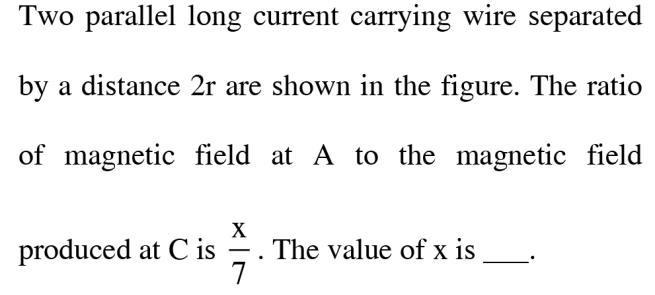 Two parallel long current carrying wire separated
by a distance 2r are shown in the figure. The ratio
of magnetic field at A to the magnetic field
produced at C is x/7. The value of x is ___.